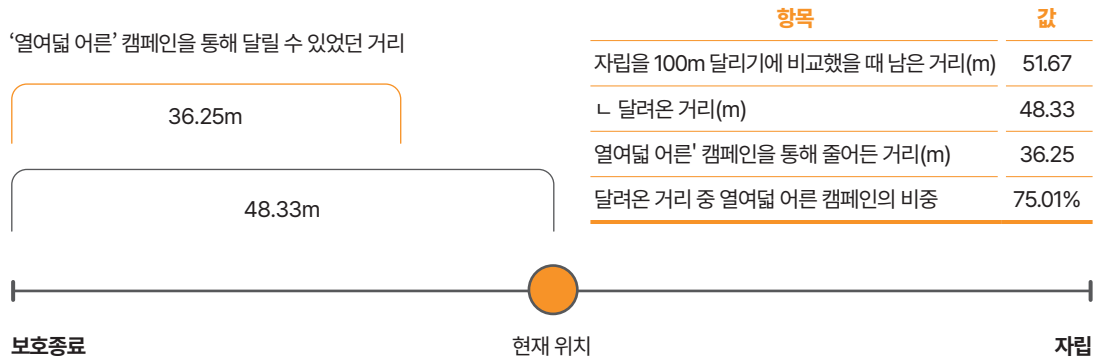 ‘열여덟 어른’ 캠페인을 통해 달릴 수 있었던 거리
36.25m
48.33m
항목 값
자립을 100m 달리기에 비교했을 때 남은 거리(m) 51.67
ㄴ 달려온 거리(m) 48.33
열여덟 어른' 캠페인을 통해 줄어든 거리(m) 36.25
달려온 거리 중 열여덟 어른 캠페인의 비중 75.01%
보호종료 현재 위치 자립